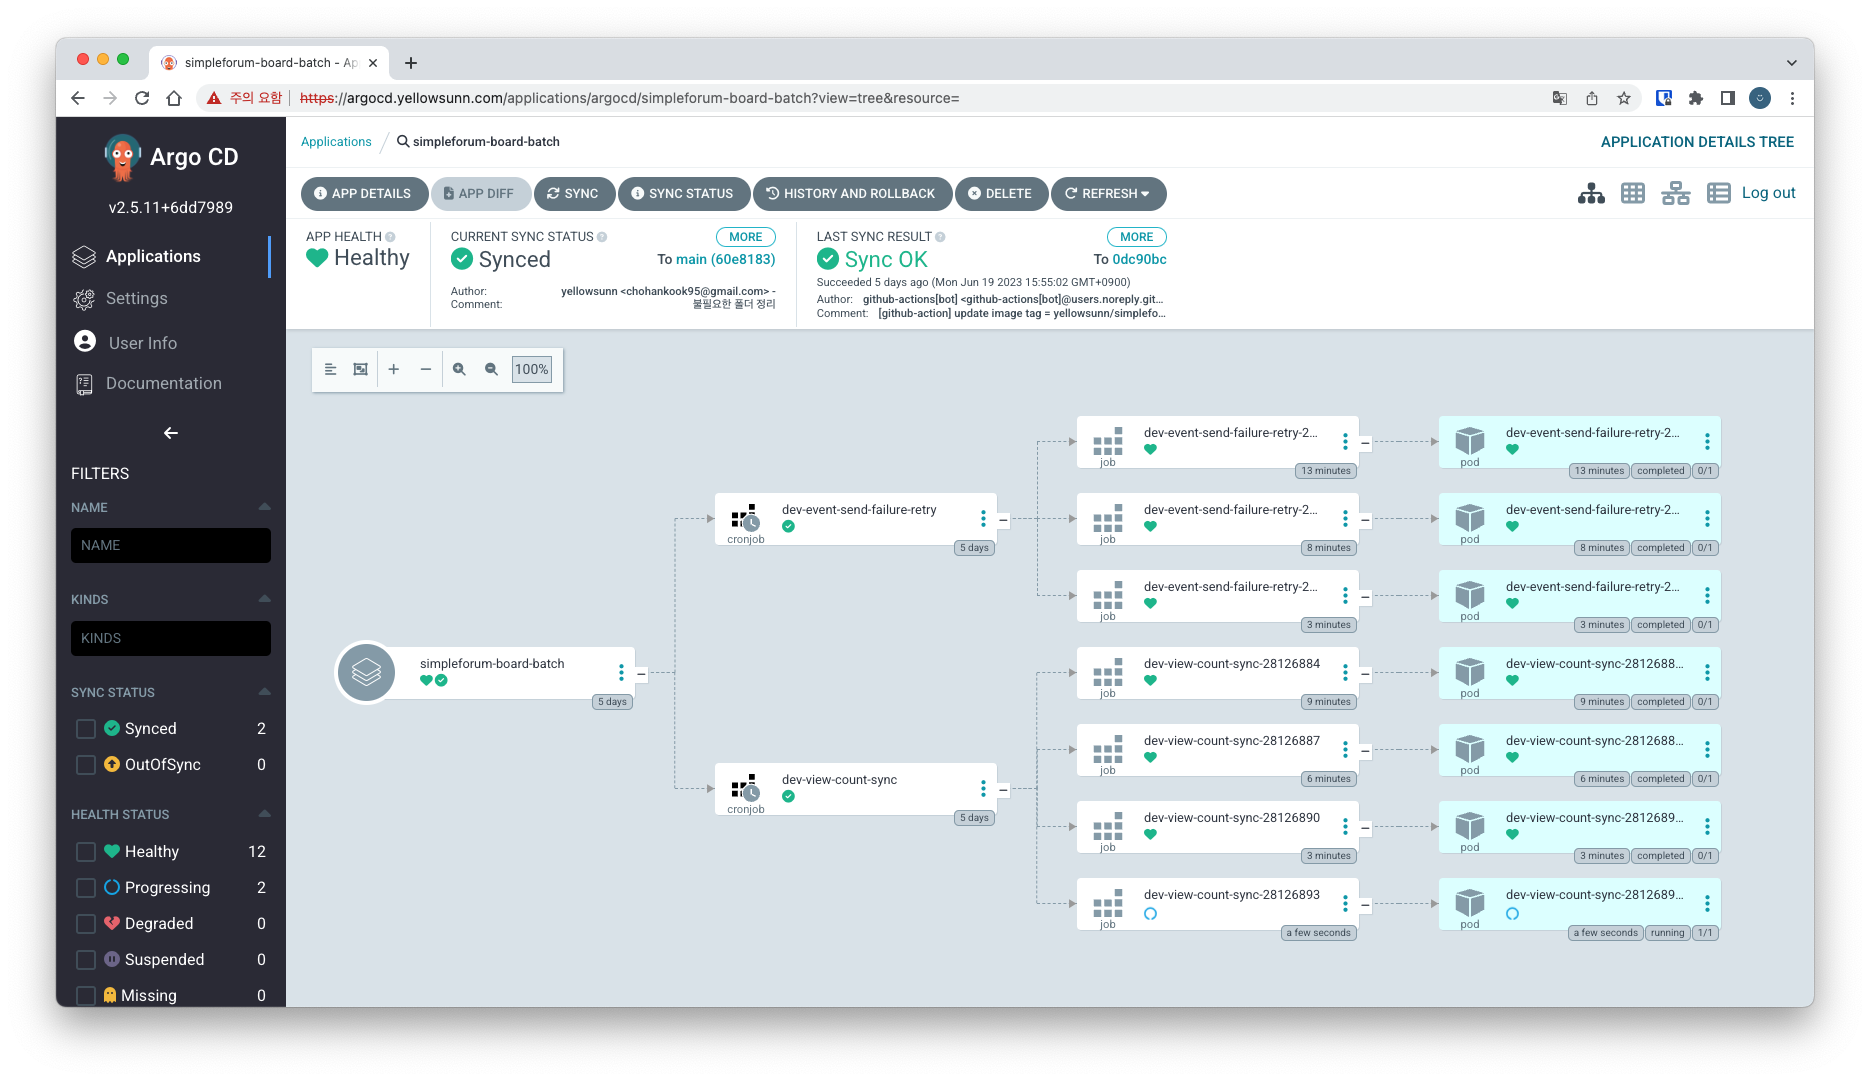 simpleforum-board-batch - Ap
주의 요함
https://argocd.yellowsunn.com/applications/argocd/simpleforum-board-batch?view=tree&resource=
Argo CD
v2.5.11+6dd7989
Applications
Settings
User Info
Documentation
FILTERS
NAME
NAME
KINDS
KINDS
SYNC STATUS
Synced 2
OutOfSync 0
HEALTH STATUS
Healthy 12
Progressing 2
Degraded 0
Suspended 0
Missing 0
Applications simpleforum-board-batch
APPLICATION DETAILS TREE
APP DETAILS APP DIFF SYNC SYNC STATUS HISTORY AND ROLLBACK DELETE REFRESH
Log out
APP HEALTH
Healthy
CURRENT SYNC STATUS MORE
Synced To main (60e8183)
Author: yellowsunn <chohankook95@gmail.com> -
Comment: 불필요한 폴더 정리
LAST SYNC RESULT MORE
Sync OK To 0dc90bc
Succeeded 5 days ago (Mon Jun 19 2023 15:55:02 GMT+0900)
Author: github-actions[bot] <github-actions[bot]@users.noreply.git...
Comment: [github-action] update image tag = yellowsunn/simplefo...
100%
simpleforum-board-batch
5 days
dev-event-send-failure-retry
cronjob
5 days
dev-view-count-sync
cronjob
5 days
dev-event-send-failure-retry-2...
job
13 minutes
dev-event-send-failure-retry-2...
pod
13 minutes completed 0/1
dev-event-send-failure-retry-2...
job
8 minutes
dev-event-send-failure-retry-2...
pod
8 minutes completed 0/1
dev-event-send-failure-retry-2...
job
3 minutes
dev-event-send-failure-retry-2...
pod
3 minutes completed 0/1
dev-view-count-sync-28126884
job
9 minutes
dev-view-count-sync-2812688...
pod
9 minutes completed 0/1
dev-view-count-sync-28126887
job
6 minutes
dev-view-count-sync-2812688...
pod
6 minutes completed 0/1
dev-view-count-sync-28126890
job
3 minutes
dev-view-count-sync-2812689...
pod
3 minutes completed 0/1
dev-view-count-sync-28126893
job
a few seconds
dev-view-count-sync-2812689...
pod
a few seconds running 1/1